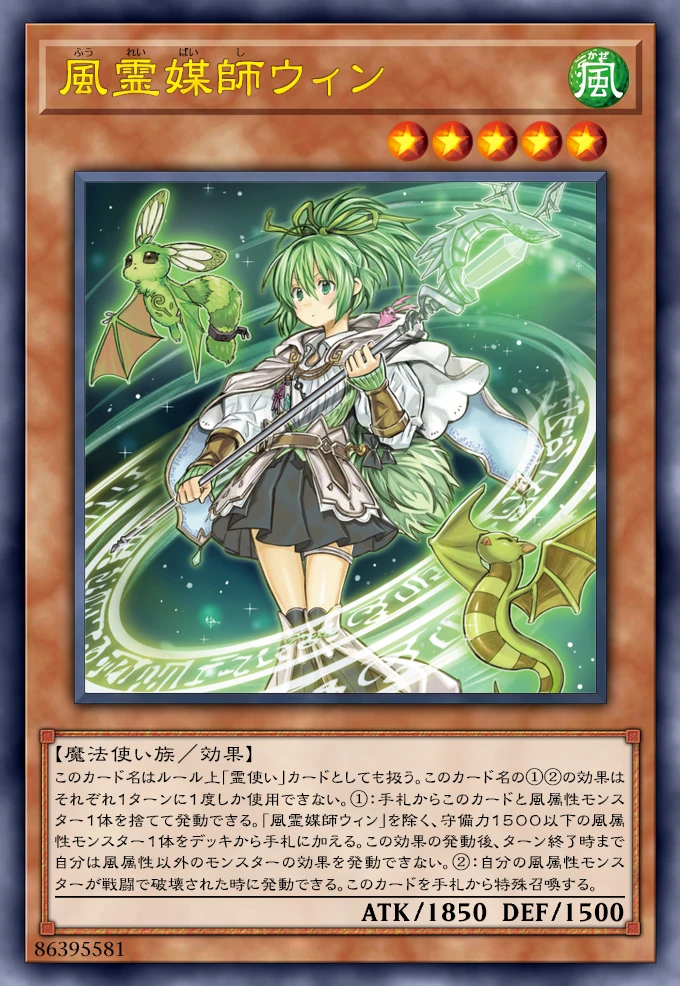 ふう れい ばい し
風霊媒師ウィン
かぜ
風
【魔法使い族／効果】
このカード名はルール上「霊使い」カードとしても扱う。このカード名の①②の効果は
それぞれ１ターンに１度しか使用できない。①：手札からこのカードと風属性モンス
ター１体を捨てて発動できる。「風霊媒師ウィン」を除く、守備力１５００以下の風属
性モンスター１体をデッキから手札に加える。この効果の発動後、ターン終了時まで
自分は風属性以外のモンスターの効果を発動できない。②：自分の風属性モンス
ターが戦闘で破壊された時に発動できる。このカードを手札から特殊召喚する。
ATK/1850 DEF/1500
86395581